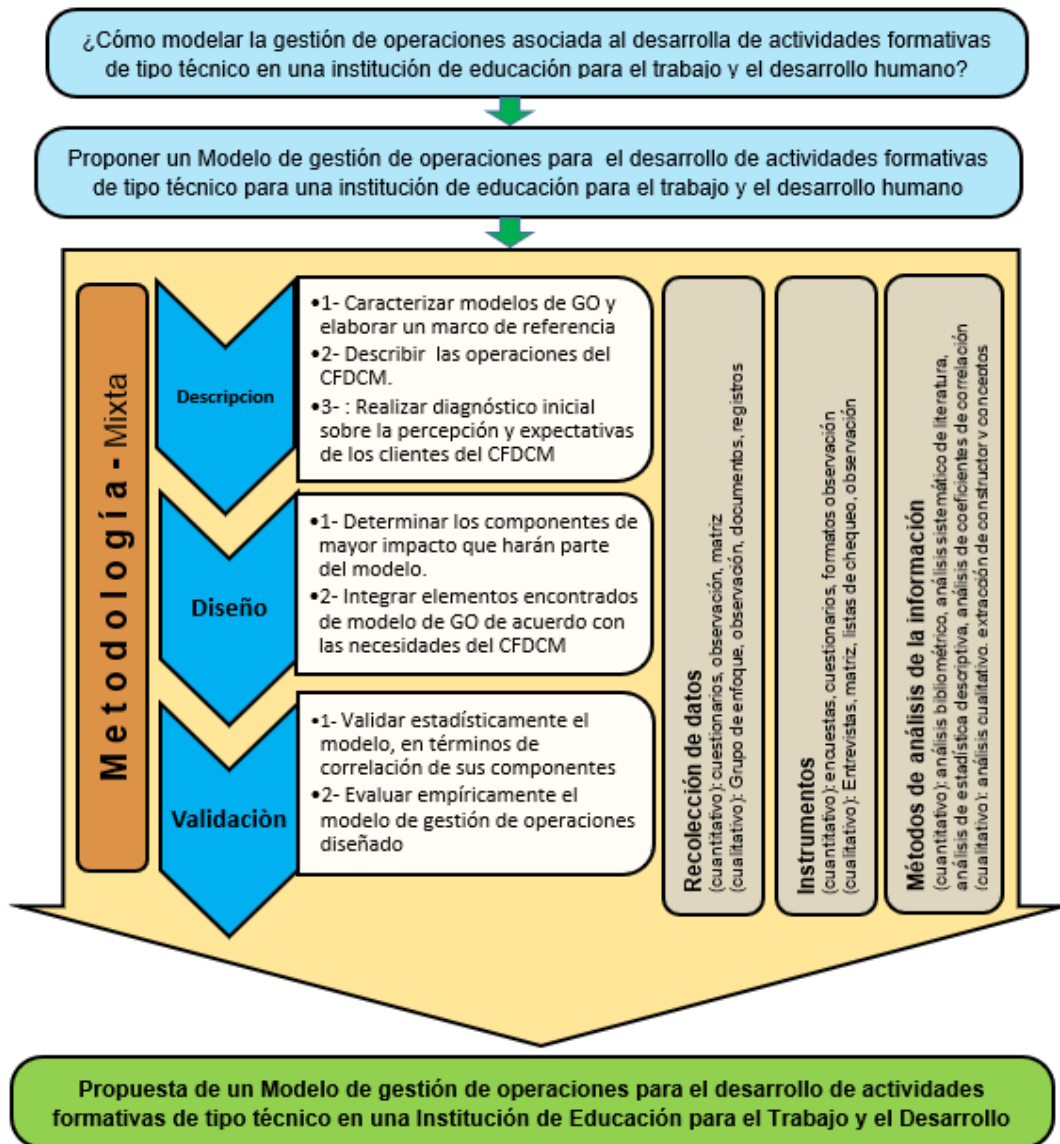 ¿Cómo modelar la gestión de operaciones asociada al desarrolla de actividades formativas
de tipo técnico en una institución de educación para el trabajo y el desarrollo humano?
Proponer un Modelo de gestión de operaciones para el desarrollo de actividades formativas
de tipo técnico para una institución de educación para el trabajo y el desarrollo humano
Metodología - Mixta
Descripcion
•1- Caracterizar modelos de GO y
elaborar un marco de referencia
•2- Describir las operaciones del
CFDCM.
•3- : Realizar diagnóstico inicial
sobre la percepción y expectativas
de los clientes del CFDCM
Diseño
•1- Determinar los componentes de
mayor impacto que harán parte
del modelo.
•2- Integrar elementos encontrados
de modelo de GO de acuerdo con
las necesidades del CFDCM
Validaciòn
•1- Validar estadísticamente el
modelo, en términos de
correlación de sus componentes
•2- Evaluar empíricamente el
modelo de gestión de operaciones
diseñado
Recolección de datos
(cuantitativo): cuestionarios, observación, matriz
(cualitativo): Grupo de enfoque, observación, documentos, registros
Instrumentos
(cuantitativo): encuestas, cuestionarios, formatos observación
(cualitativo): Entrevistas, matriz, listas de chequeo, observación
Métodos de análisis de la información
(cuantitativo): análisis bibliométrico, análisis sistemático de literatura,
análisis de estadística descriptiva, análisis de coeficientes de correlación
(cualitativo): análisis cualitativo, extracción de constructor y conceptos
Propuesta de un Modelo de gestión de operaciones para el desarrollo de actividades
formativas de tipo técnico en una Institución de Educación para el Trabajo y el Desarrollo